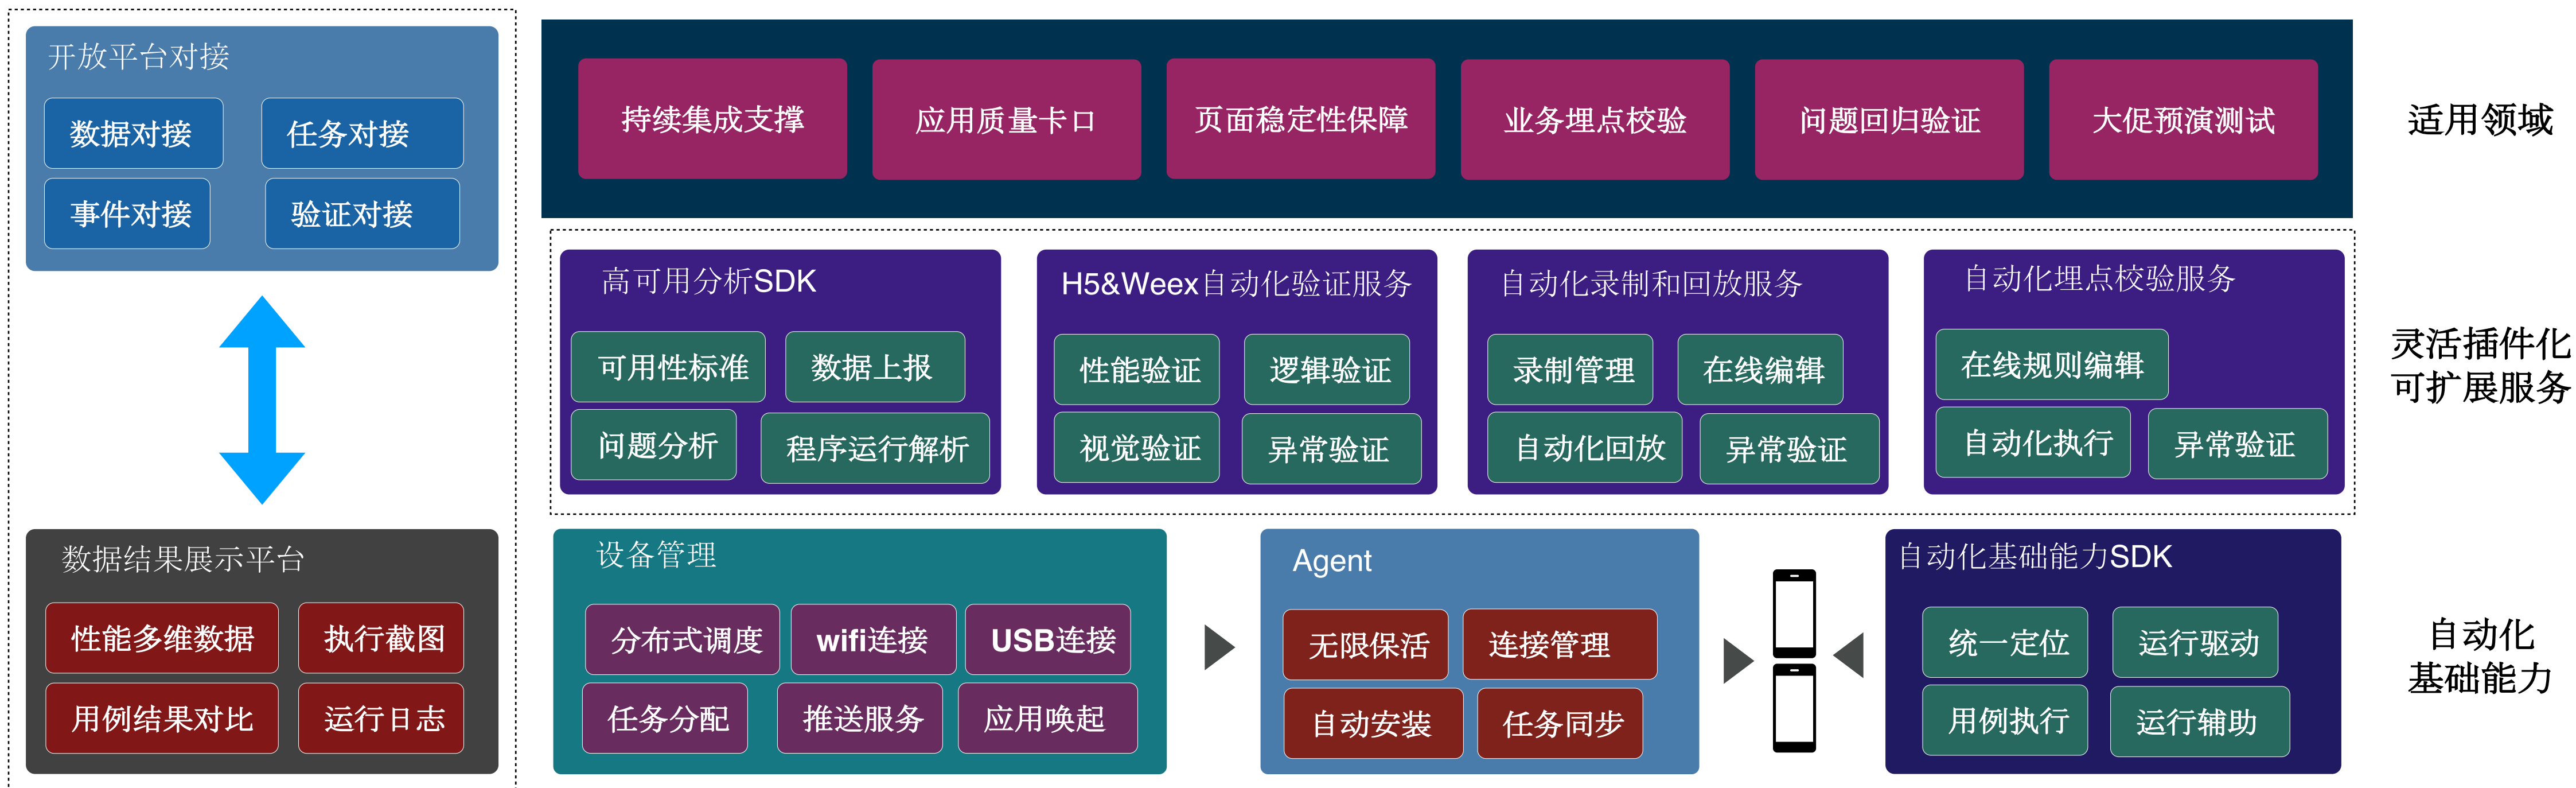 开放平台对接
数据对接
任务对接
事件对接
验证对接
数据结果展示平台
性能多维数据
执行截图
用例结果对比
运行日志
持续集成支撑
应用质量卡口
页面稳定性保障
业务埋点校验
问题回归验证
大促预演测试
适用领域
高可用分析SDK
可用性标准
数据上报
问题分析
程序运行解析
H5&Weex自动化验证服务
性能验证
逻辑验证
视觉验证
异常验证
自动化录制和回放服务
录制管理
在线编辑
自动化回放
异常验证
自动化埋点校验服务
在线规则编辑
自动化执行
异常验证
灵活插件化
可扩展服务
设备管理
分布式调度
wifi连接
USB连接
任务分配
推送服务
应用唤起
Agent
无限保活
连接管理
自动安装
任务同步
自动化基础能力SDK
统一定位
运行驱动
用例执行
运行辅助
自动化
基础能力